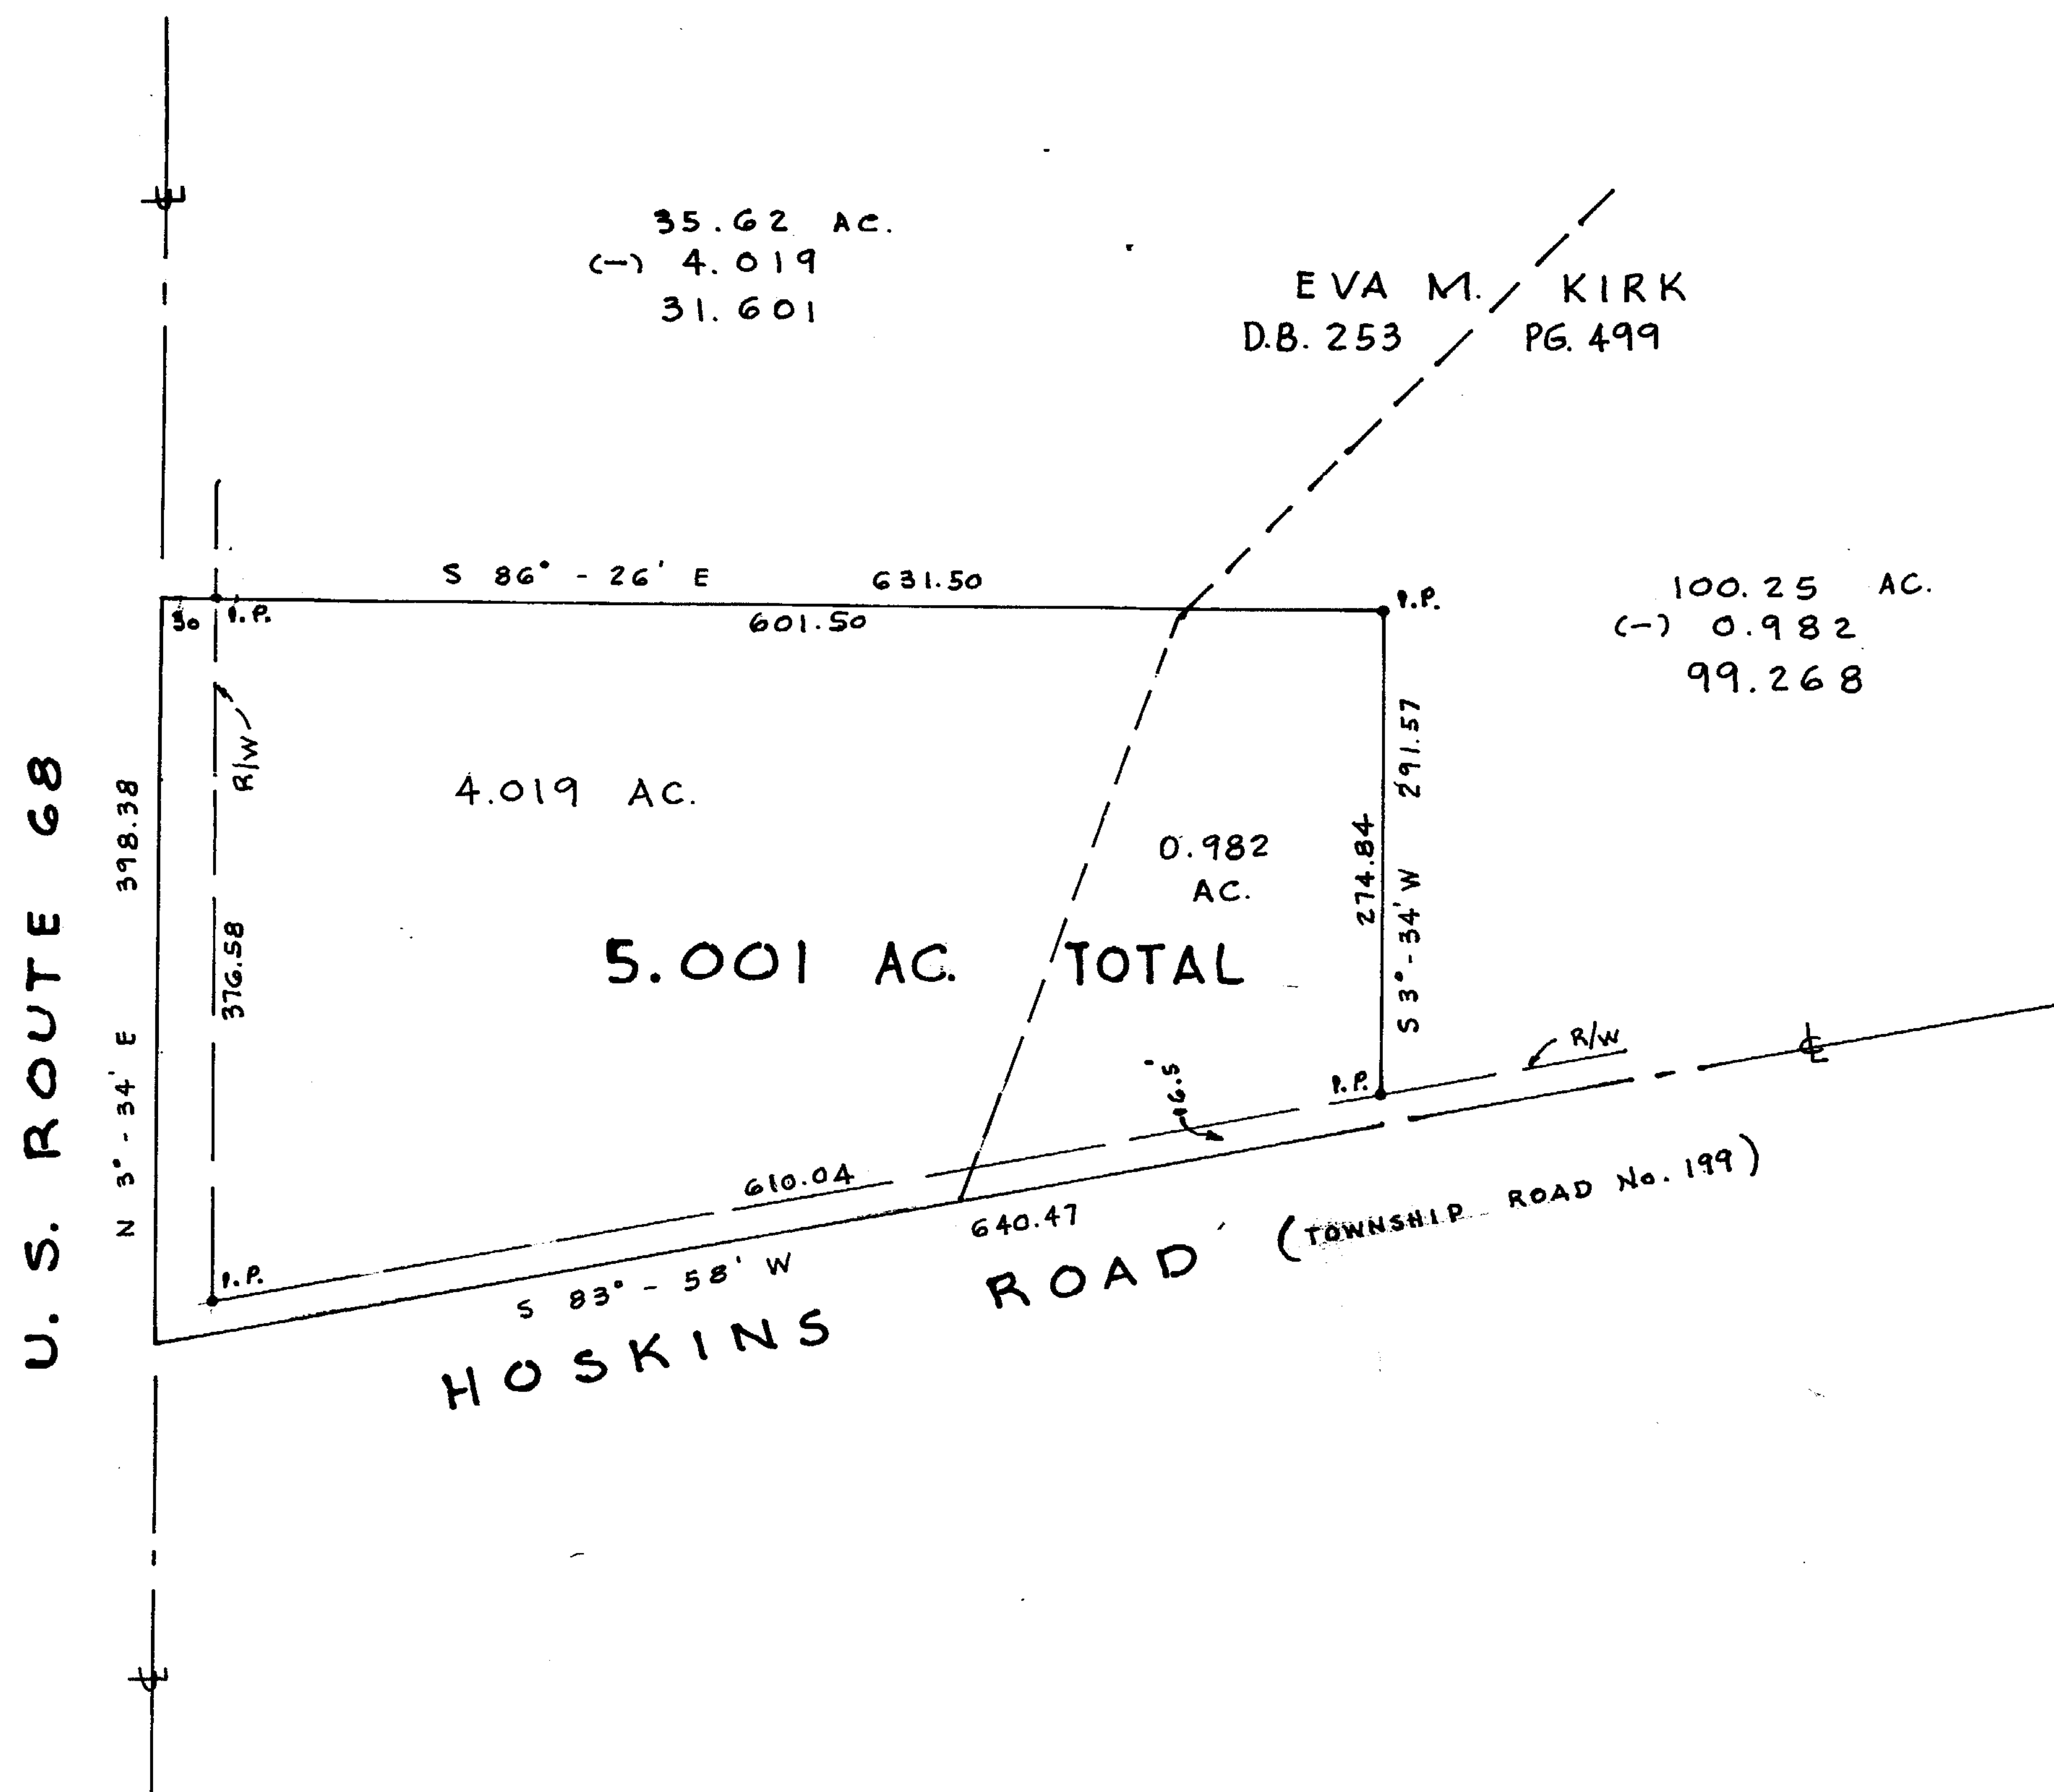 35.62 AC.
(-) 4.019
31.601
EVA M. KIRK
D.B. 253 PG. 499
S 86° - 26' E 631.50
30 I.P.
601.50
I.P.
100.25 AC.
(-) 0.982
99.268
R/W
4.019 AC.
0.982
AC.
5.001 AC. TOTAL
U.S. ROUTE 68
N 3° - 34' E 398.38
376.58
274.84
S 3° - 34' W 291.57
R/W
℄
I.P.
16.5'
610.04
640.47
I.P.
S 83° - 58' W
HOSKINS ROAD (TOWNSHIP ROAD No. 199)